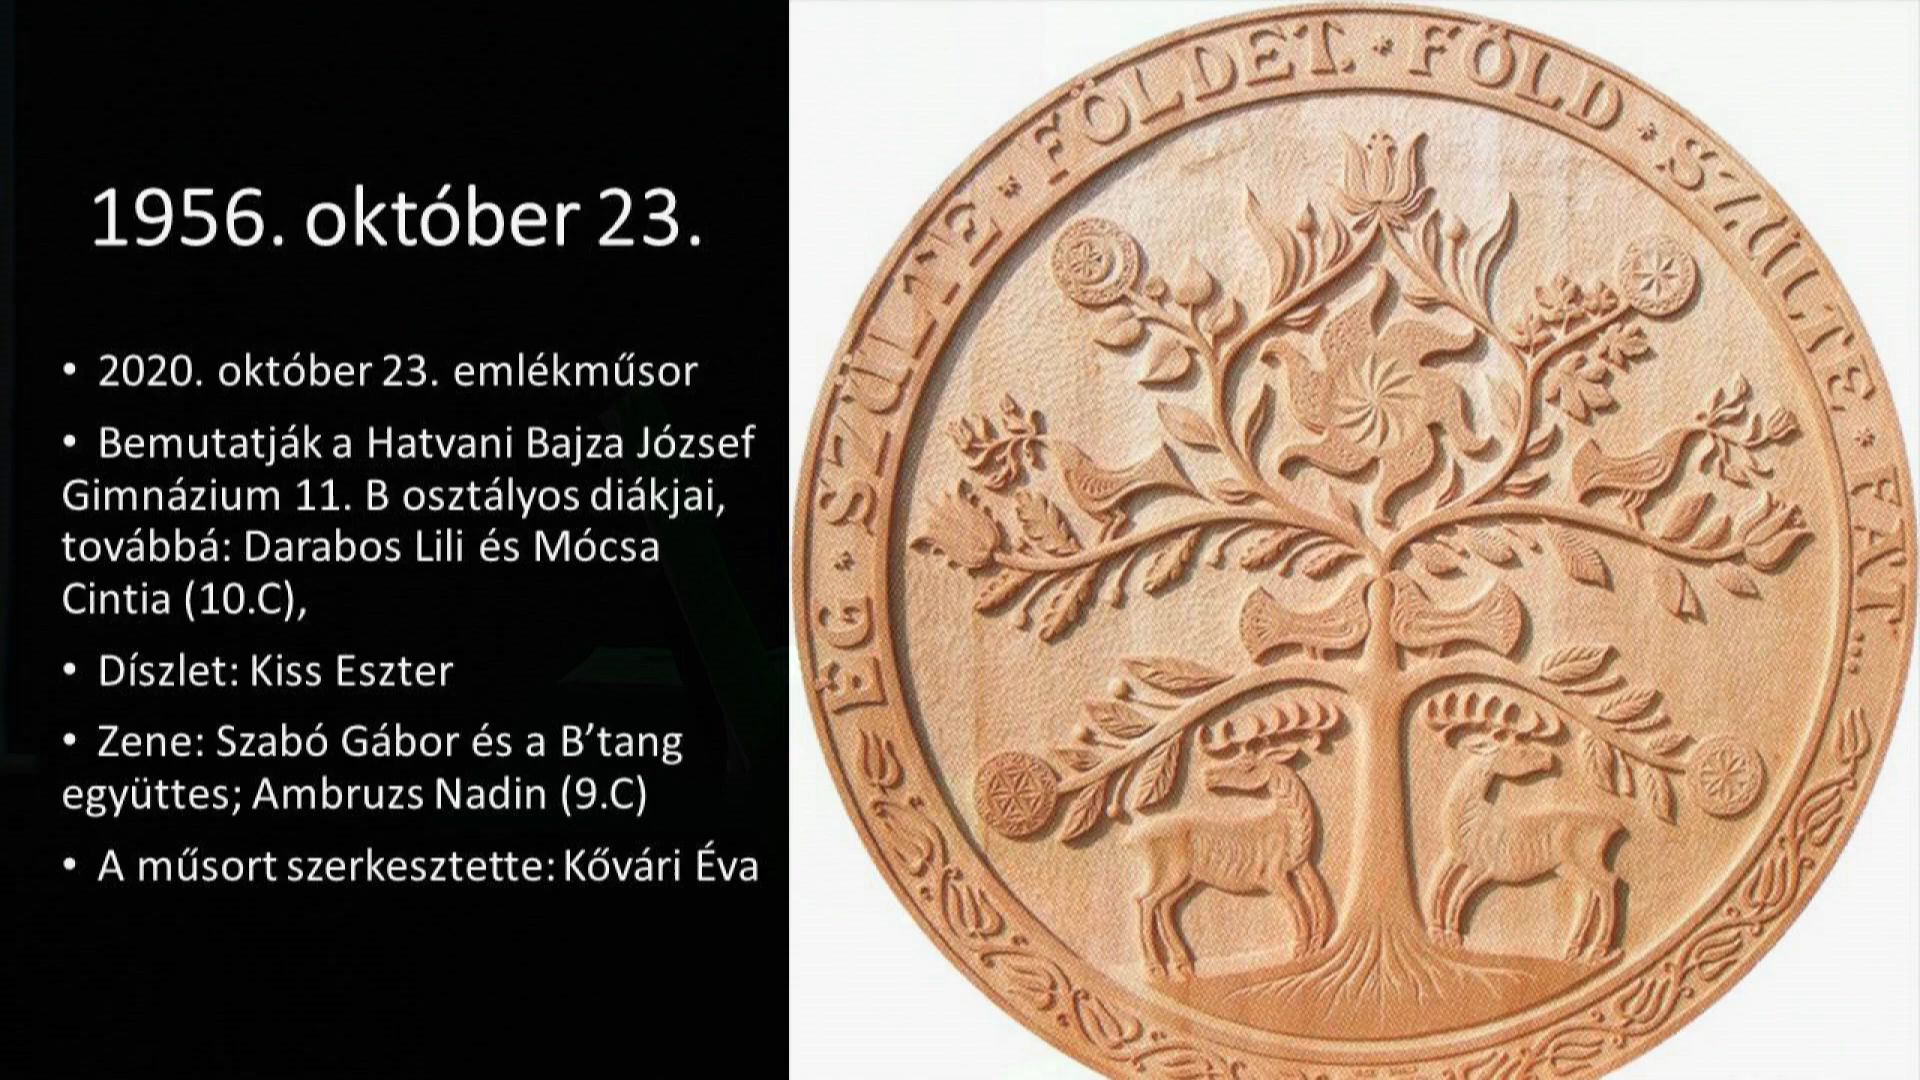 1956. október 23.
• 2020. október 23. emlékműsor
• Bemutatják a Hatvani Bajza József
Gimnázium 11. B osztályos diákjai,
továbbá: Darabos Lili és Mócsa
Cintia (10.C),
• Díszlet: Kiss Eszter
• Zene: Szabó Gábor és a B’tang
együttes; Ambruzs Nadin (9.C)
• A műsort szerkesztette: Kővári Éva
ÉG * SZÜLTE * FÖLDET. * FÖLD * SZÜLTE * FÁT...